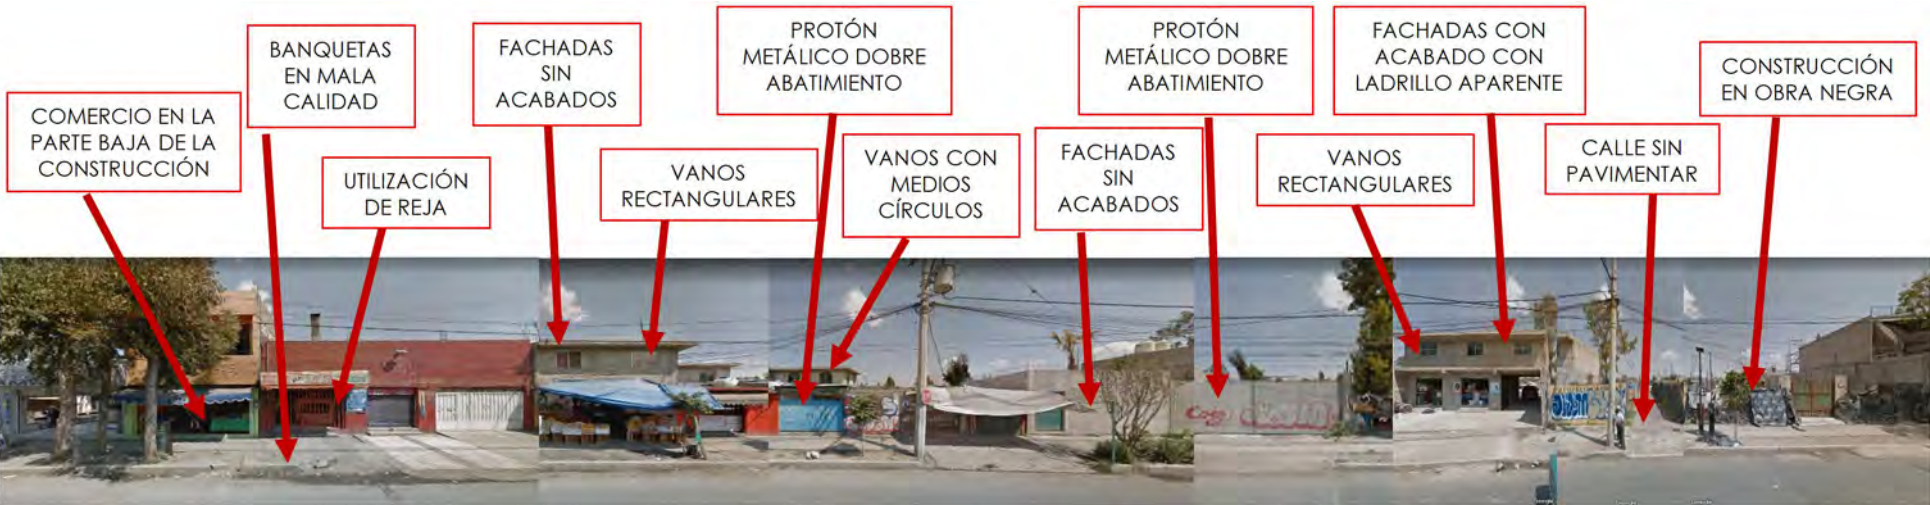 COMERCIO EN LA
PARTE BAJA DE LA
CONSTRUCCIÓN
BANQUETAS
EN MALA
CALIDAD
UTILIZACIÓN
DE REJA
FACHADAS
SIN
ACABADOS
VANOS
RECTANGULARES
PROTÓN
METÁLICO DOBRE
ABATIMIENTO
VANOS CON
MEDIOS
CÍRCULOS
FACHADAS
SIN
ACABADOS
PROTÓN
METÁLICO DOBRE
ABATIMIENTO
VANOS
RECTANGULARES
FACHADAS CON
ACABADO CON
LADRILLO APARENTE
CALLE SIN
PAVIMENTAR
CONSTRUCCIÓN
EN OBRA NEGRA